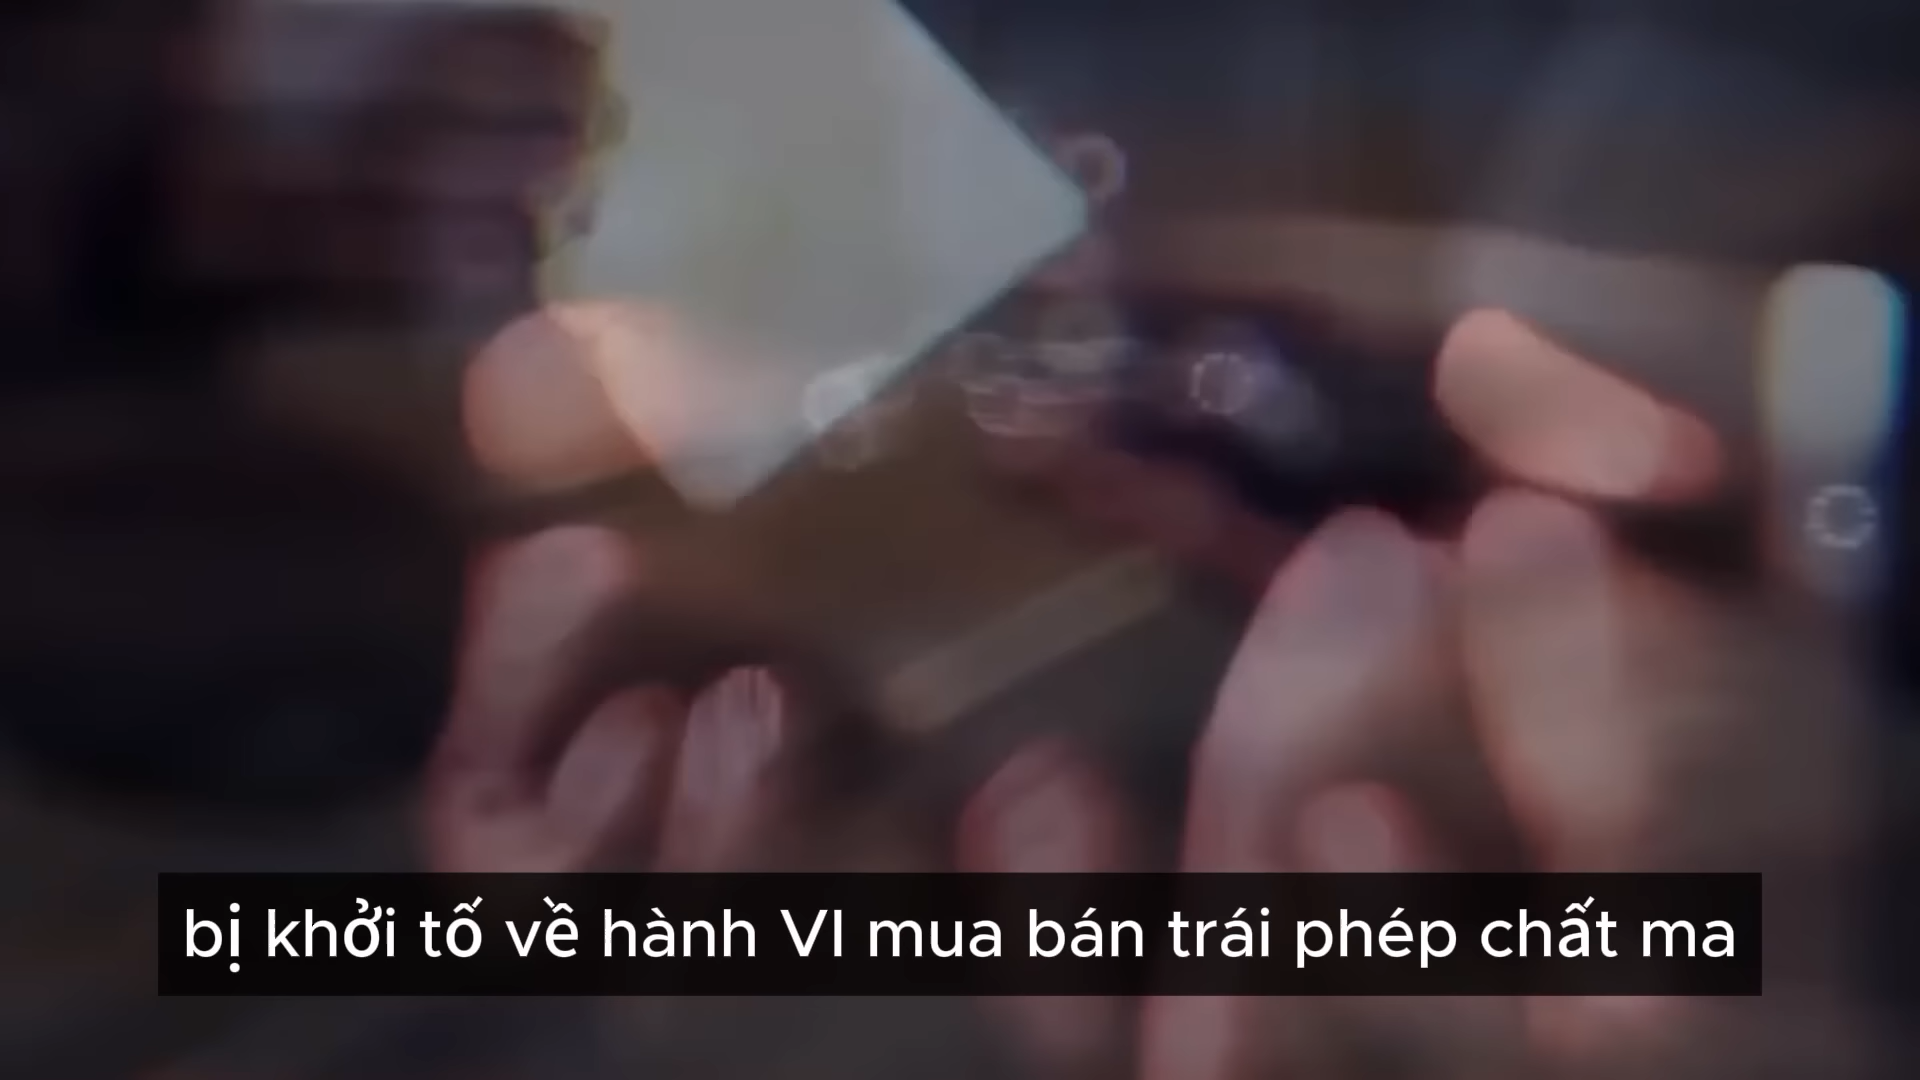 bị khởi tố về hành VI mua bán trái phép chất ma